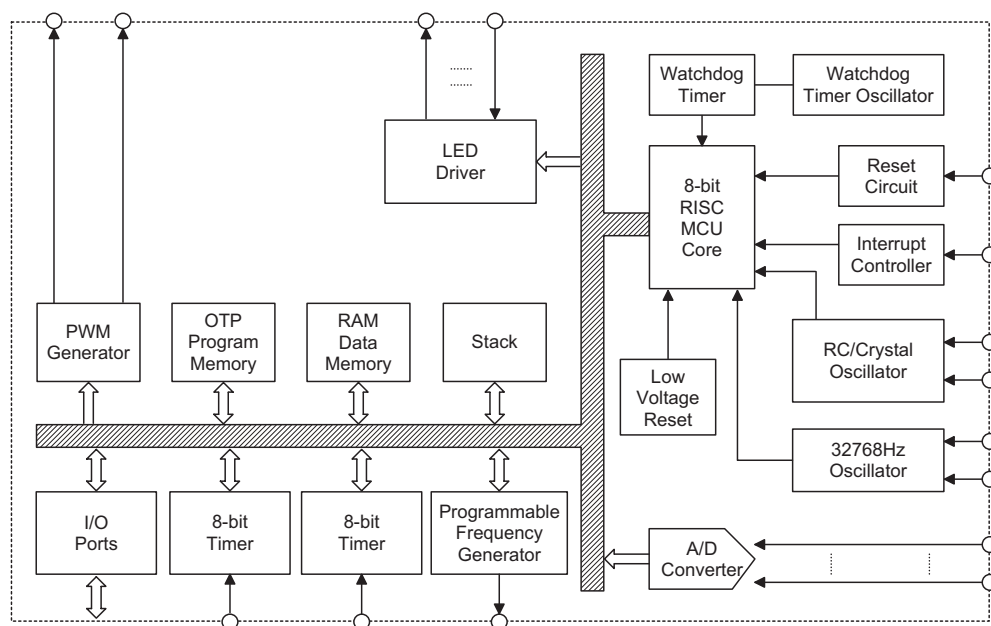 Watchdog
Timer
Watchdog
Timer Oscillator
LED
Driver
8-bit
RISC
MCU
Core
Reset
Circuit
Interrupt
Controller
PWM
Generator
OTP
Program
Memory
RAM
Data
Memory
Stack
Low
Voltage
Reset
RC/Crystal
Oscillator
32768Hz
Oscillator
I/O
Ports
8-bit
Timer
8-bit
Timer
Programmable
Frequency
Generator
A/D
Converter